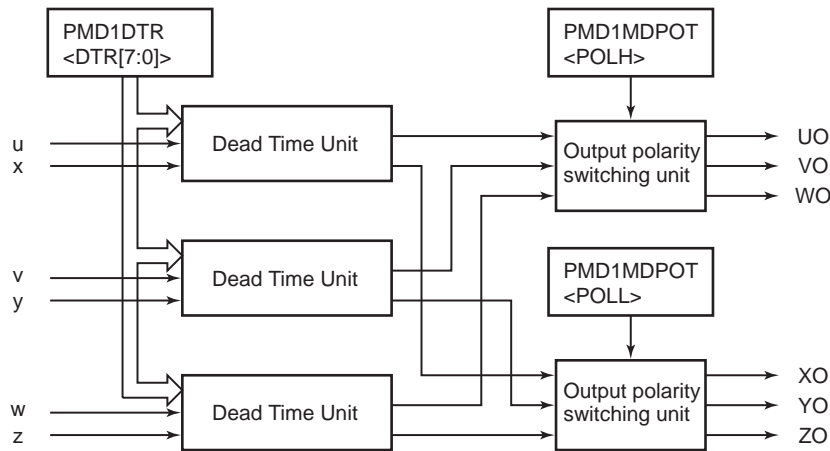 PMD1DTR
<DTR[7:0]>
PMD1MDPOT
<POLH>
u
x
Dead Time Unit
Output polarity
switching unit
UO
VO
WO
v
y
Dead Time Unit
PMD1MDPOT
<POLL>
w
z
Dead Time Unit
Output polarity
switching unit
XO
YO
ZO